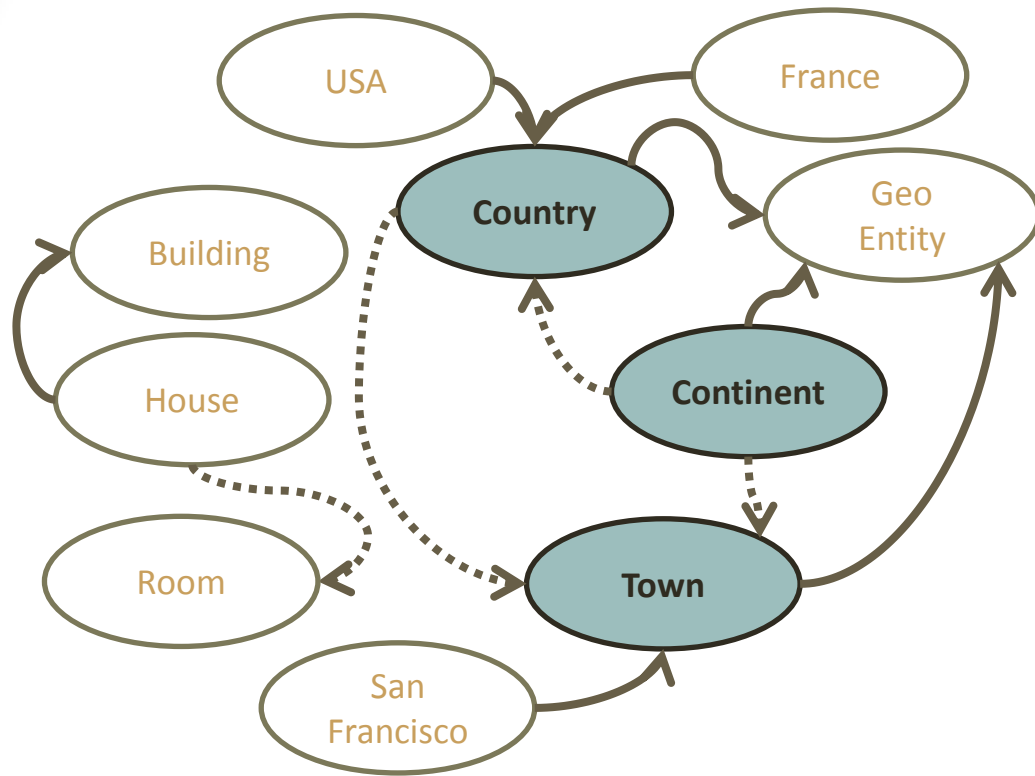 USA
France
Country
Geo
Entity
Building
Continent
House
Room
Town
San
Francisco